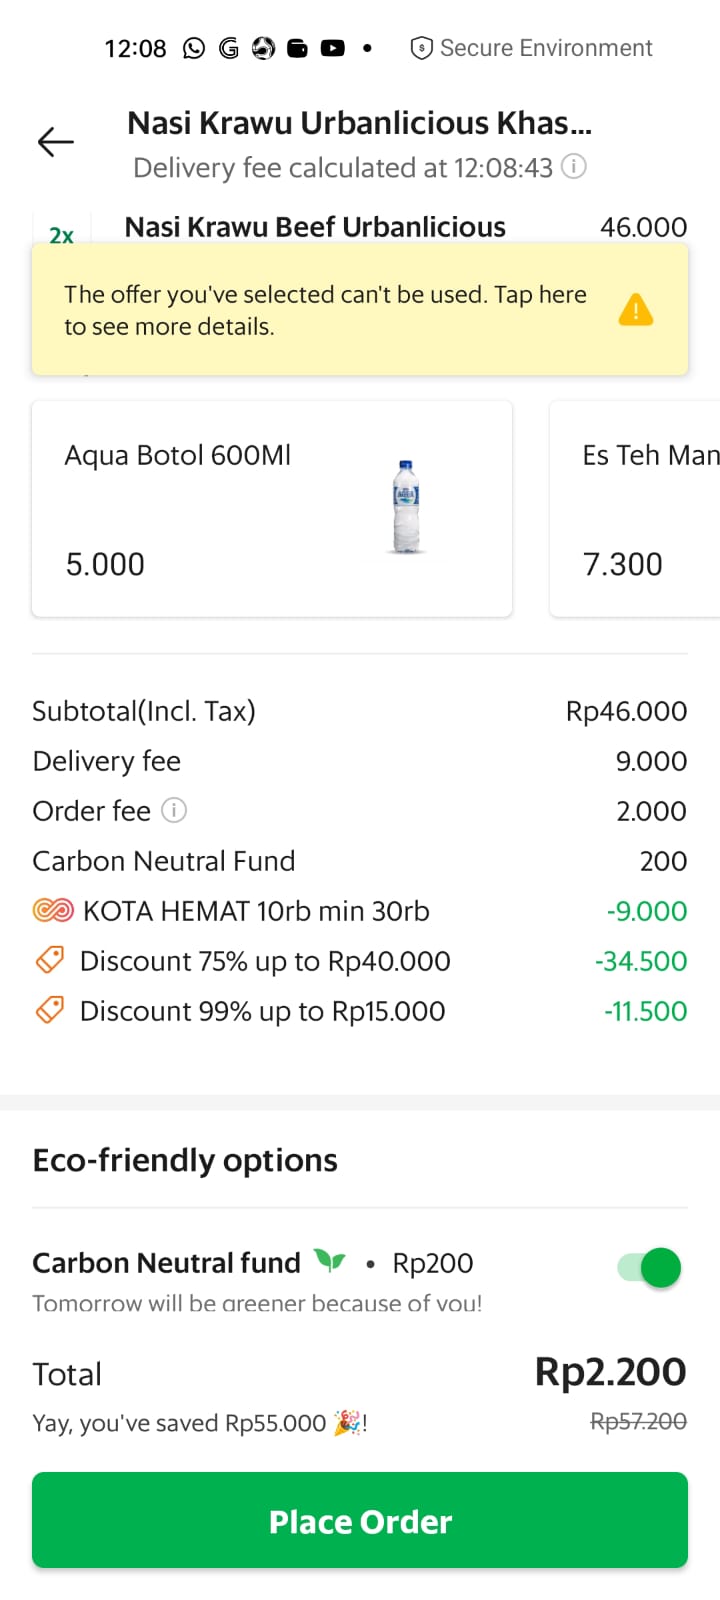 12:08
Secure Environment
Nasi Krawu Urbanlicious Khas...
Delivery fee calculated at 12:08:43
2x Nasi Krawu Beef Urbanlicious 46.000
The offer you've selected can't be used. Tap here
to see more details.
Aqua Botol 600Ml
5.000
Es Teh Man
7.300
Subtotal(Incl. Tax) Rp46.000
Delivery fee 9.000
Order fee 2.000
Carbon Neutral Fund 200
KOTA HEMAT 10rb min 30rb -9.000
Discount 75% up to Rp40.000 -34.500
Discount 99% up to Rp15.000 -11.500
Eco-friendly options
Carbon Neutral fund • Rp200
Tomorrow will be greener because of you!
Total Rp2.200
Yay, you've saved Rp55.000 🎉! Rp57.200
Place Order